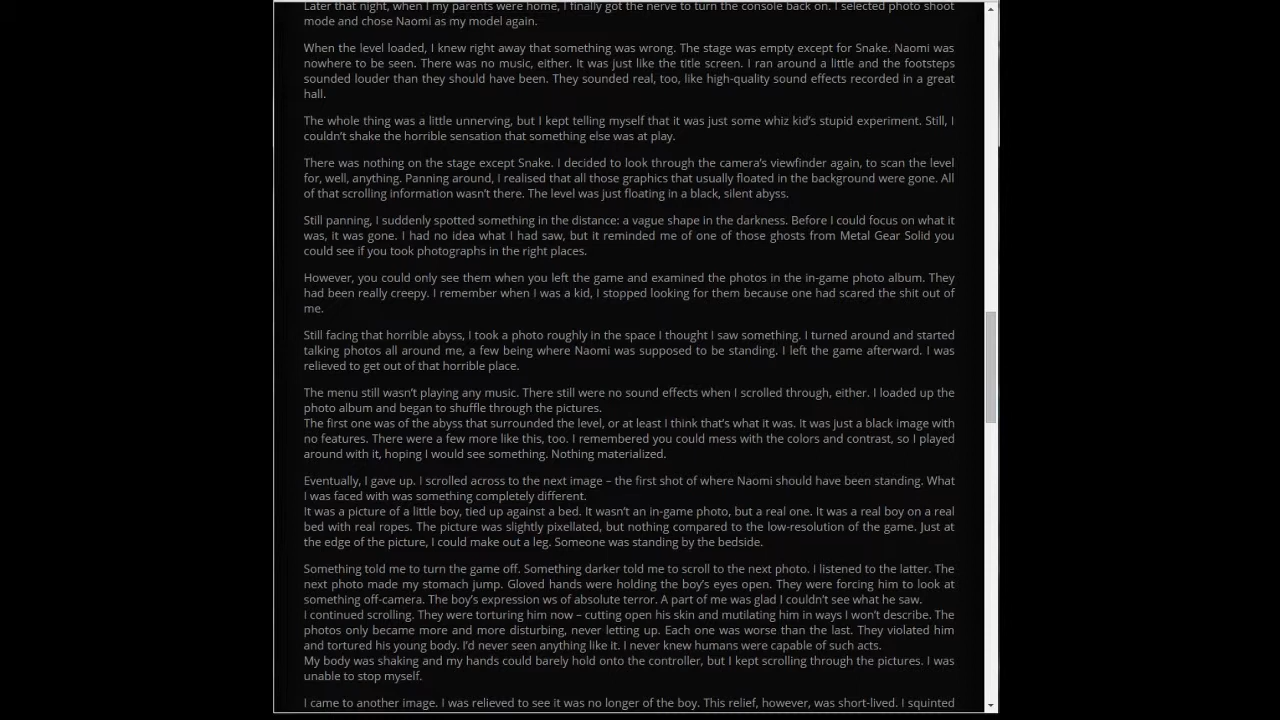 Later that night, when I my parents were home, I finally got the nerve to turn the console back on. I selected photo shoot
mode and chose Naomi as my model again.
When the level loaded, I knew right away that something was wrong. The stage was empty except for Snake. Naomi was
nowhere to be seen. There was no music, either. It was just like the title screen. I ran around a little and the footsteps
sounded louder than they should have been. They sounded real, too, like high-quality sound effects recorded in a great
hall.
The whole thing was a little unnerving, but I kept telling myself that it was just some whiz kid's stupid experiment. Still, I
couldn't shake the horrible sensation that something else was at play.
There was nothing on the stage except Snake. I decided to look through the camera's viewfinder again, to scan the level
for, well, anything. Panning around, I realised that all those graphics that usually floated in the background were gone. All
of that scrolling information wasn't there. The level was just floating in a black, silent abyss.
Still panning, I suddenly spotted something in the distance: a vague shape in the darkness. Before I could focus on what it
was, it was gone. I had no idea what I had saw, but it reminded me of one of those ghosts from Metal Gear Solid you
could see if you took photographs in the right places.
However, you could only see them when you left the game and examined the photos in the in-game photo album. They
had been really creepy. I remember when I was a kid, I stopped looking for them because one had scared the shit out of
me.
Still facing that horrible abyss, I took a photo roughly in the space I thought I saw something. I turned around and started
talking photos all around me, a few being where Naomi was supposed to be standing. I left the game afterward. I was
relieved to get out of that horrible place.
The menu still wasn't playing any music. There still were no sound effects when I scrolled through, either. I loaded up the
photo album and began to shuffle through the pictures.
The first one was of the abyss that surrounded the level, or at least I think that's what it was. It was just a black image with
no features. There were a few more like this, too. I remembered you could mess with the colors and contrast, so I played
around with it, hoping I would see something. Nothing materialized.
Eventually, I gave up. I scrolled across to the next image – the first shot of where Naomi should have been standing. What
I was faced with was something completely different.
It was a picture of a little boy, tied up against a bed. It wasn't an in-game photo, but a real one. It was a real boy on a real
bed with real ropes. The picture was slightly pixellated, but nothing compared to the low-resolution of the game. Just at
the edge of the picture, I could make out a leg. Someone was standing by the bedside.
Something told me to turn the game off. Something darker told me to scroll to the next photo. I listened to the latter. The
next photo made my stomach jump. Gloved hands were holding the boy's eyes open. They were forcing him to look at
something off-camera. The boy's expression ws of absolute terror. A part of me was glad I couldn't see what he saw.
I continued scrolling. They were torturing him now – cutting open his skin and mutilating him in ways I won't describe. The
photos only became more and more disturbing, never letting up. Each one was worse than the last. They violated him
and tortured his young body. I'd never seen anything like it. I never knew humans were capable of such acts.
My body was shaking and my hands could barely hold onto the controller, but I kept scrolling through the pictures. I was
unable to stop myself.
I came to another image. I was relieved to see it was no longer of the boy. This relief, however, was short-lived. I squinted